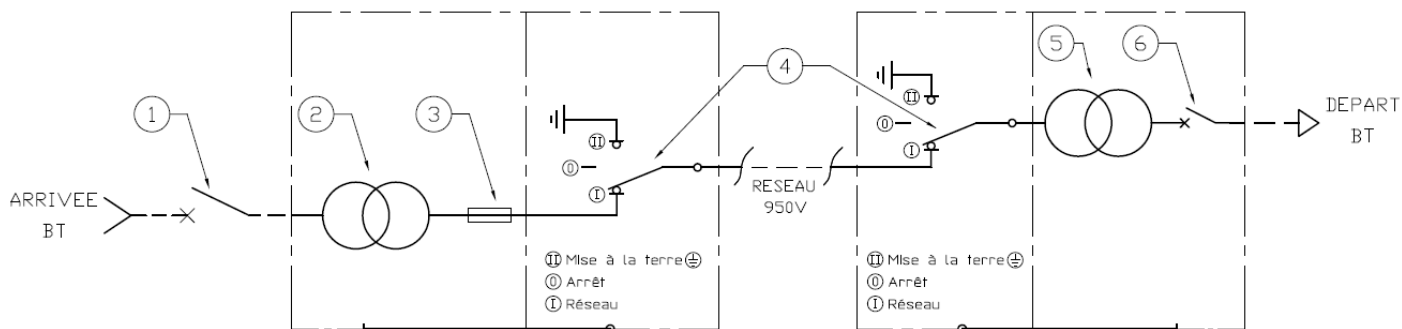 1
2
3
4
5
6
ARRIVEE
BT
II
0
I
RESEAU
950V
II
0
I
DEPART
BT
II Mise à la terre
0 Arrêt
I Réseau
II Mise à la terre
0 Arrêt
I Réseau